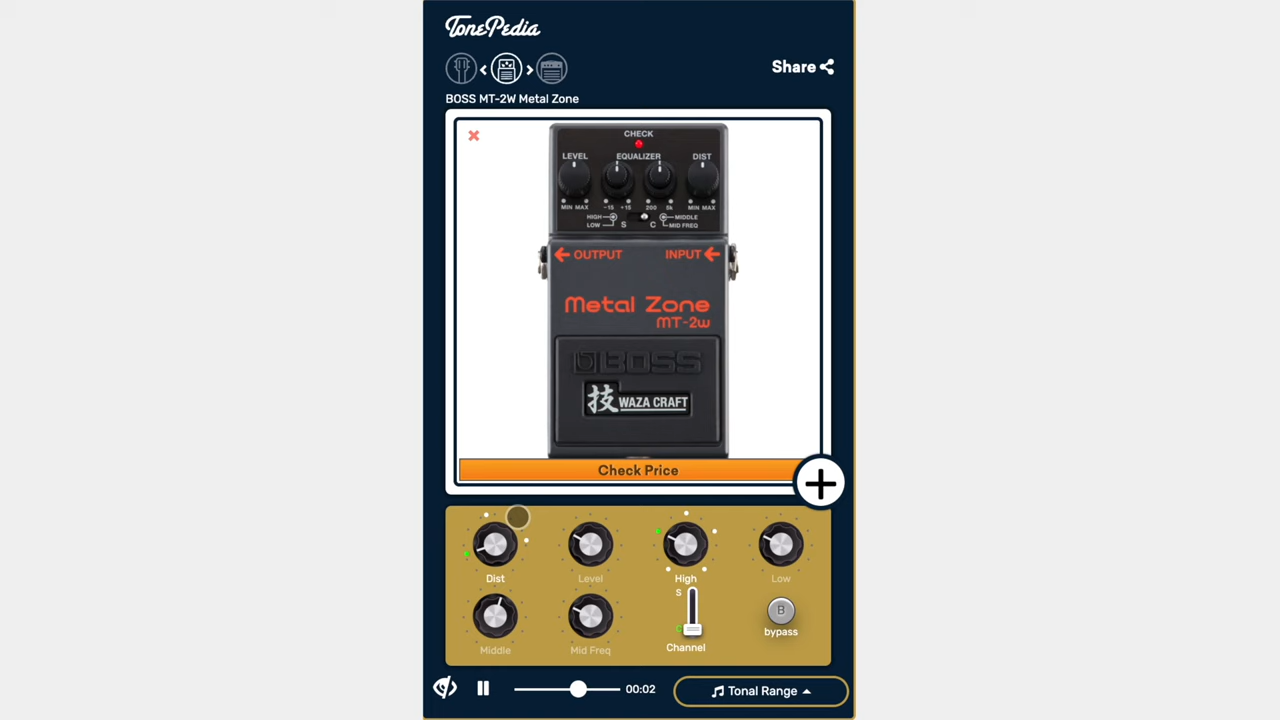 TonePedia
Share
BOSS MT-2W Metal Zone
CHECK
LEVEL EQUALIZER DIST
MIN MAX -15 +15 200 5k MIN MAX
HIGH MIDDLE
LOW S C MID FREQ
OUTPUT INPUT
Metal Zone
MT-2w
BOSS
技 WAZA CRAFT
Check Price
Dist Level High Low
S
B
C
Middle Mid Freq Channel bypass
00:02 Tonal Range